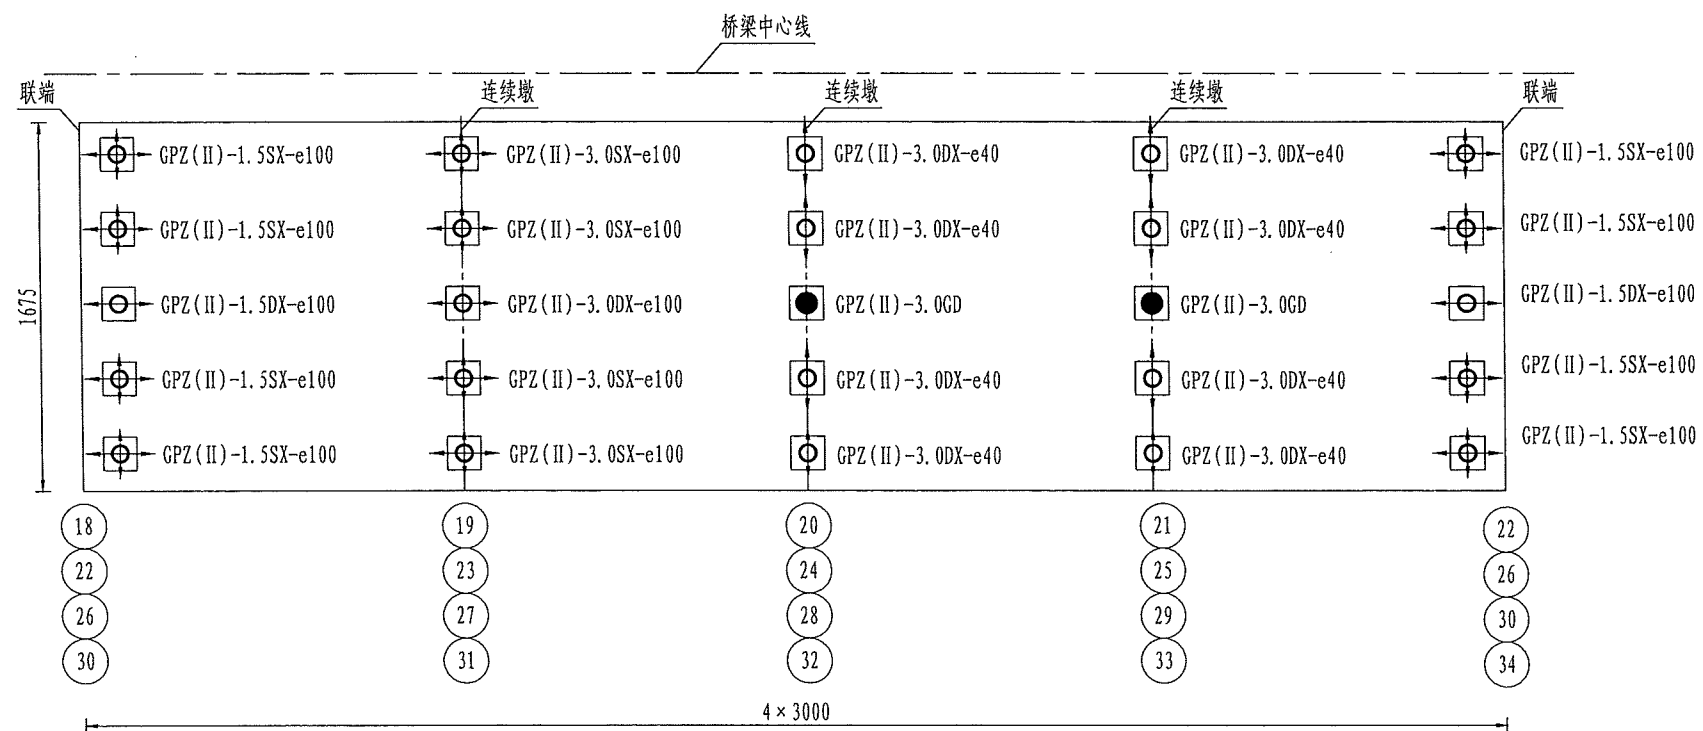 桥梁中心线
联端 连续墩 连续墩 连续墩 联端
GPZ(II)-1.5SX-e100 GPZ(II)-3.0SX-e100 GPZ(II)-3.0DX-e40 GPZ(II)-3.0DX-e40 GPZ(II)-1.5SX-e100
GPZ(II)-1.5SX-e100 GPZ(II)-3.0SX-e100 GPZ(II)-3.0DX-e40 GPZ(II)-3.0DX-e40 GPZ(II)-1.5SX-e100
1675
GPZ(II)-1.5DX-e100 GPZ(II)-3.0DX-e100 GPZ(II)-3.0GD GPZ(II)-3.0GD GPZ(II)-1.5DX-e100
GPZ(II)-1.5SX-e100 GPZ(II)-3.0SX-e100 GPZ(II)-3.0DX-e40 GPZ(II)-3.0DX-e40 GPZ(II)-1.5SX-e100
GPZ(II)-1.5SX-e100 GPZ(II)-3.0SX-e100 GPZ(II)-3.0DX-e40 GPZ(II)-3.0DX-e40 GPZ(II)-1.5SX-e100
18 19 20 21 22
22 23 24 25 26
26 27 28 29 30
30 31 32 33 34
4×3000